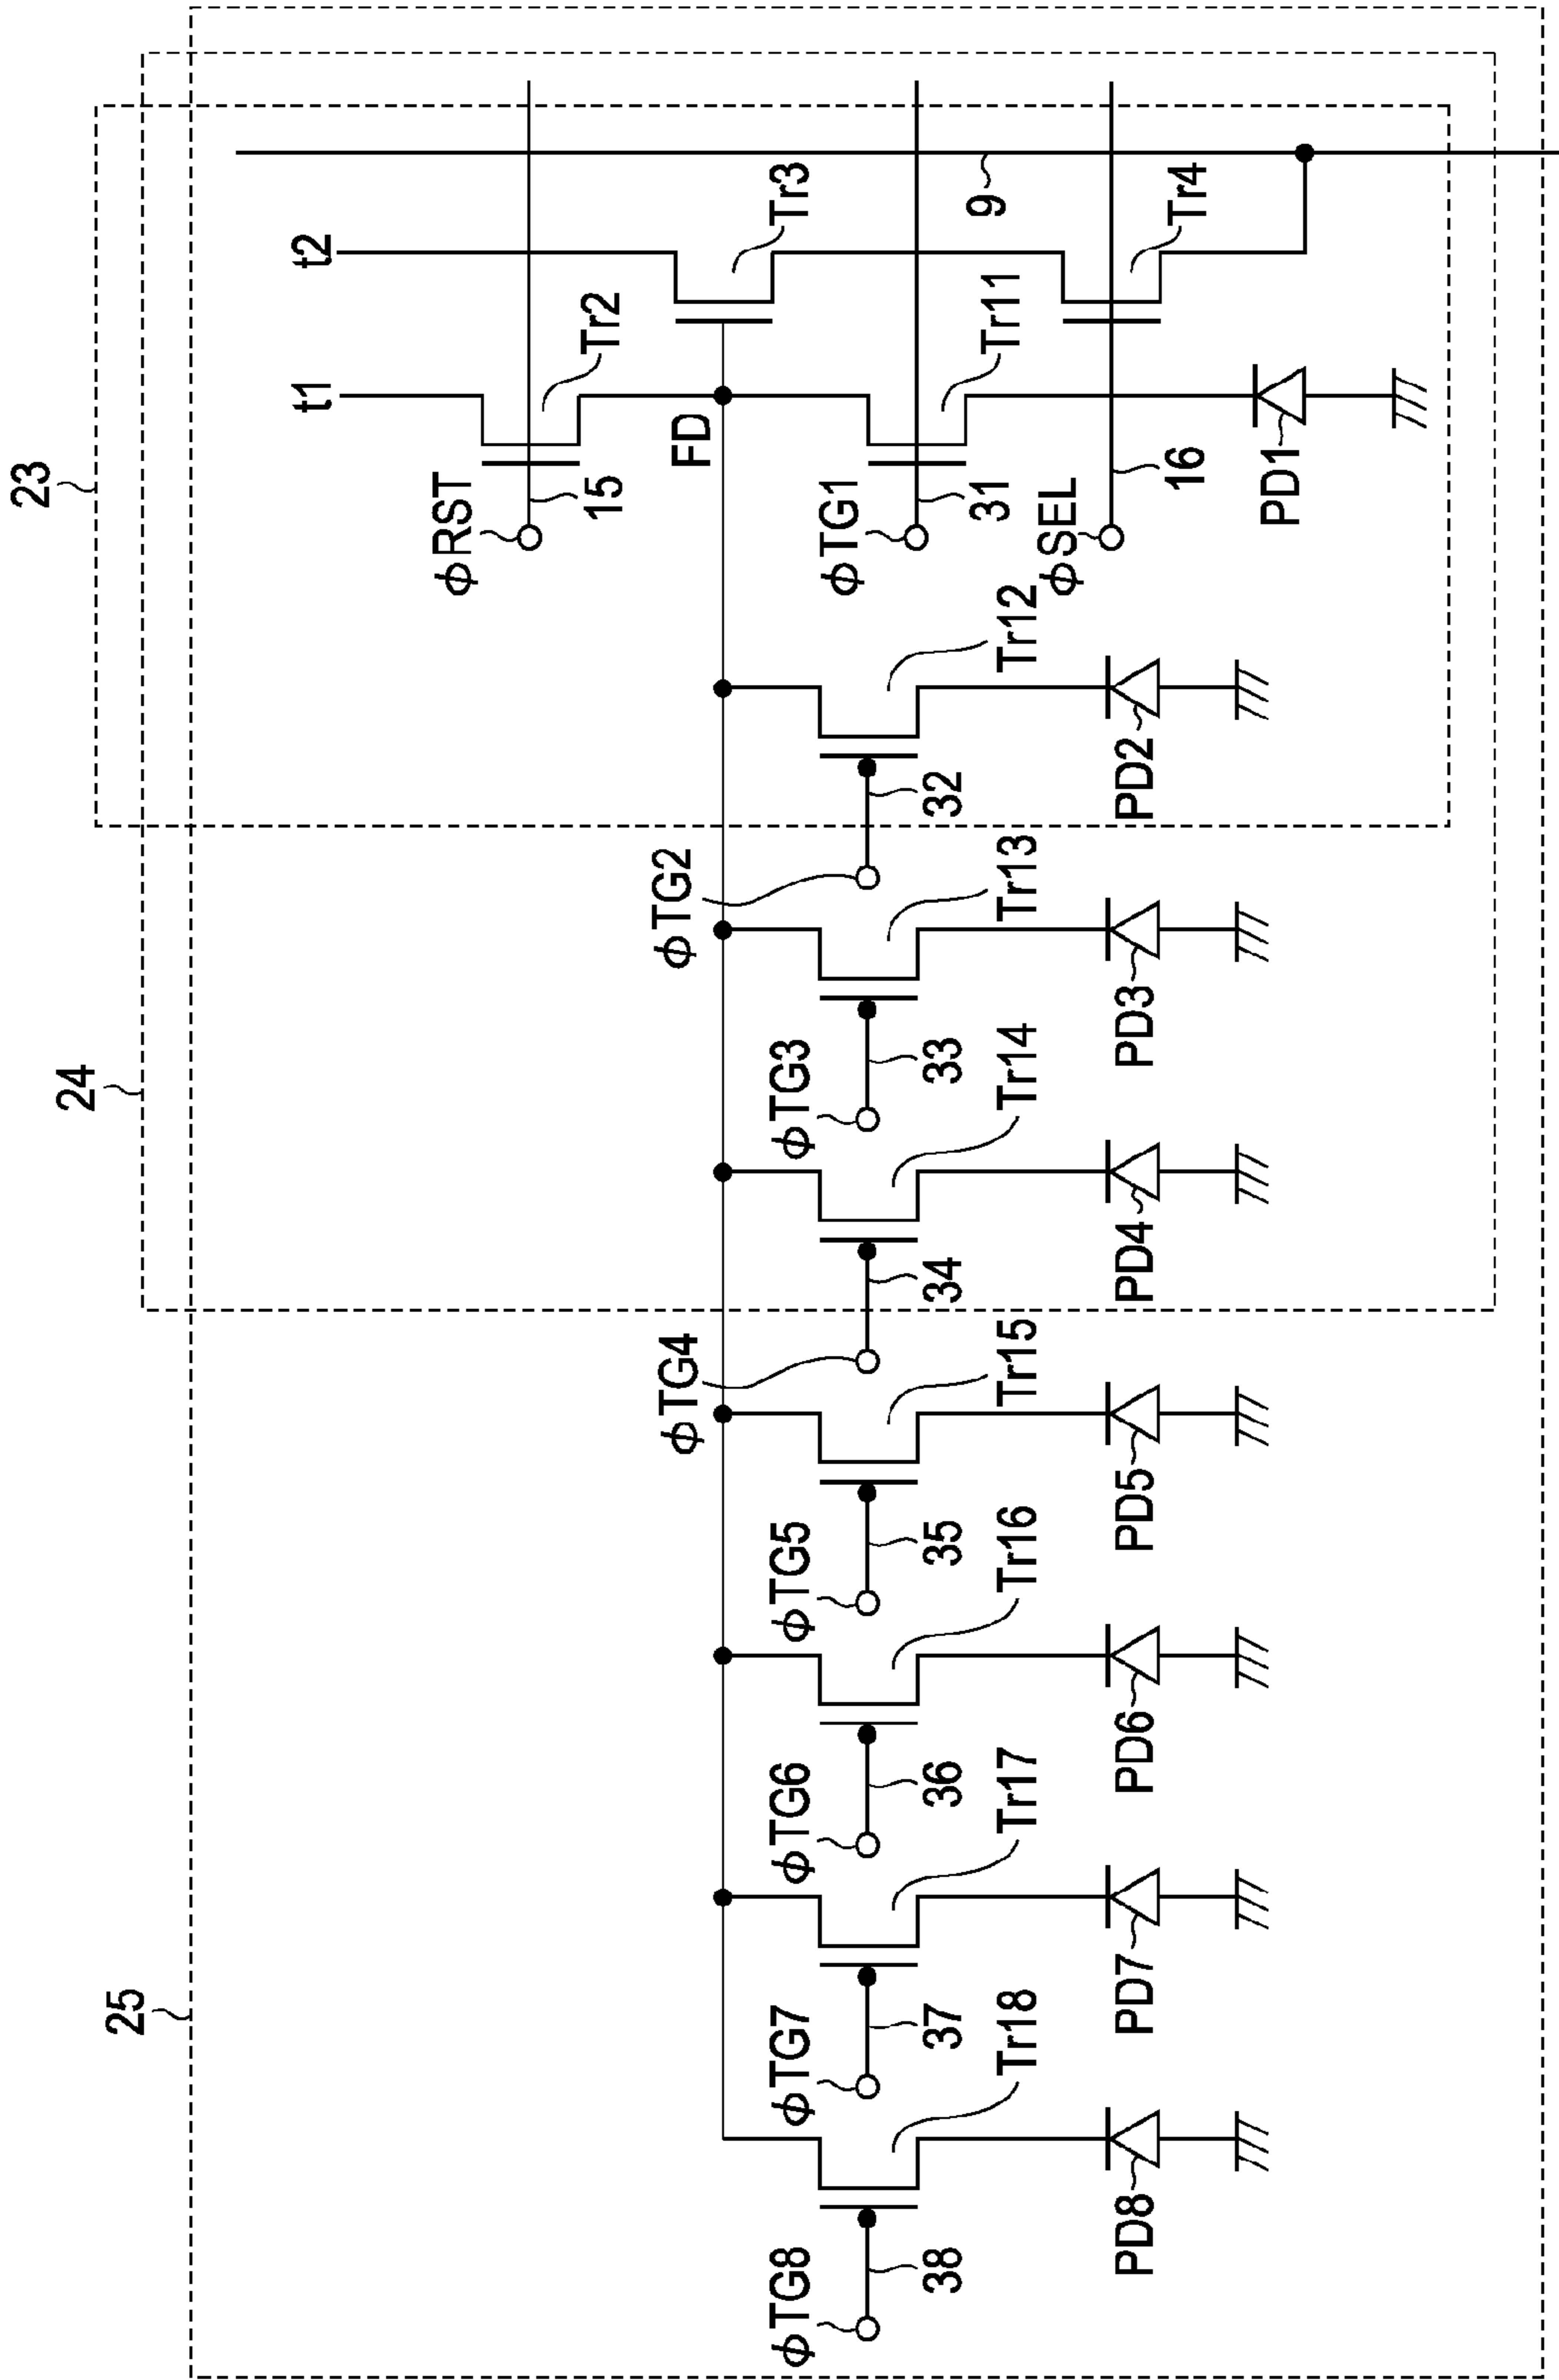 23
24
25
t1
t2
φRST
15
Tr2
Tr3
FD
φTG1
31
Tr11
9
φSEL
16
Tr4
PD1
φTG2
32
Tr12
PD2
φTG3
33
Tr13
PD3
φTG4
34
Tr14
PD4
φTG5
35
Tr15
PD5
φTG6
36
Tr16
PD6
φTG7
37
Tr17
PD7
φTG8
38
Tr18
PD8